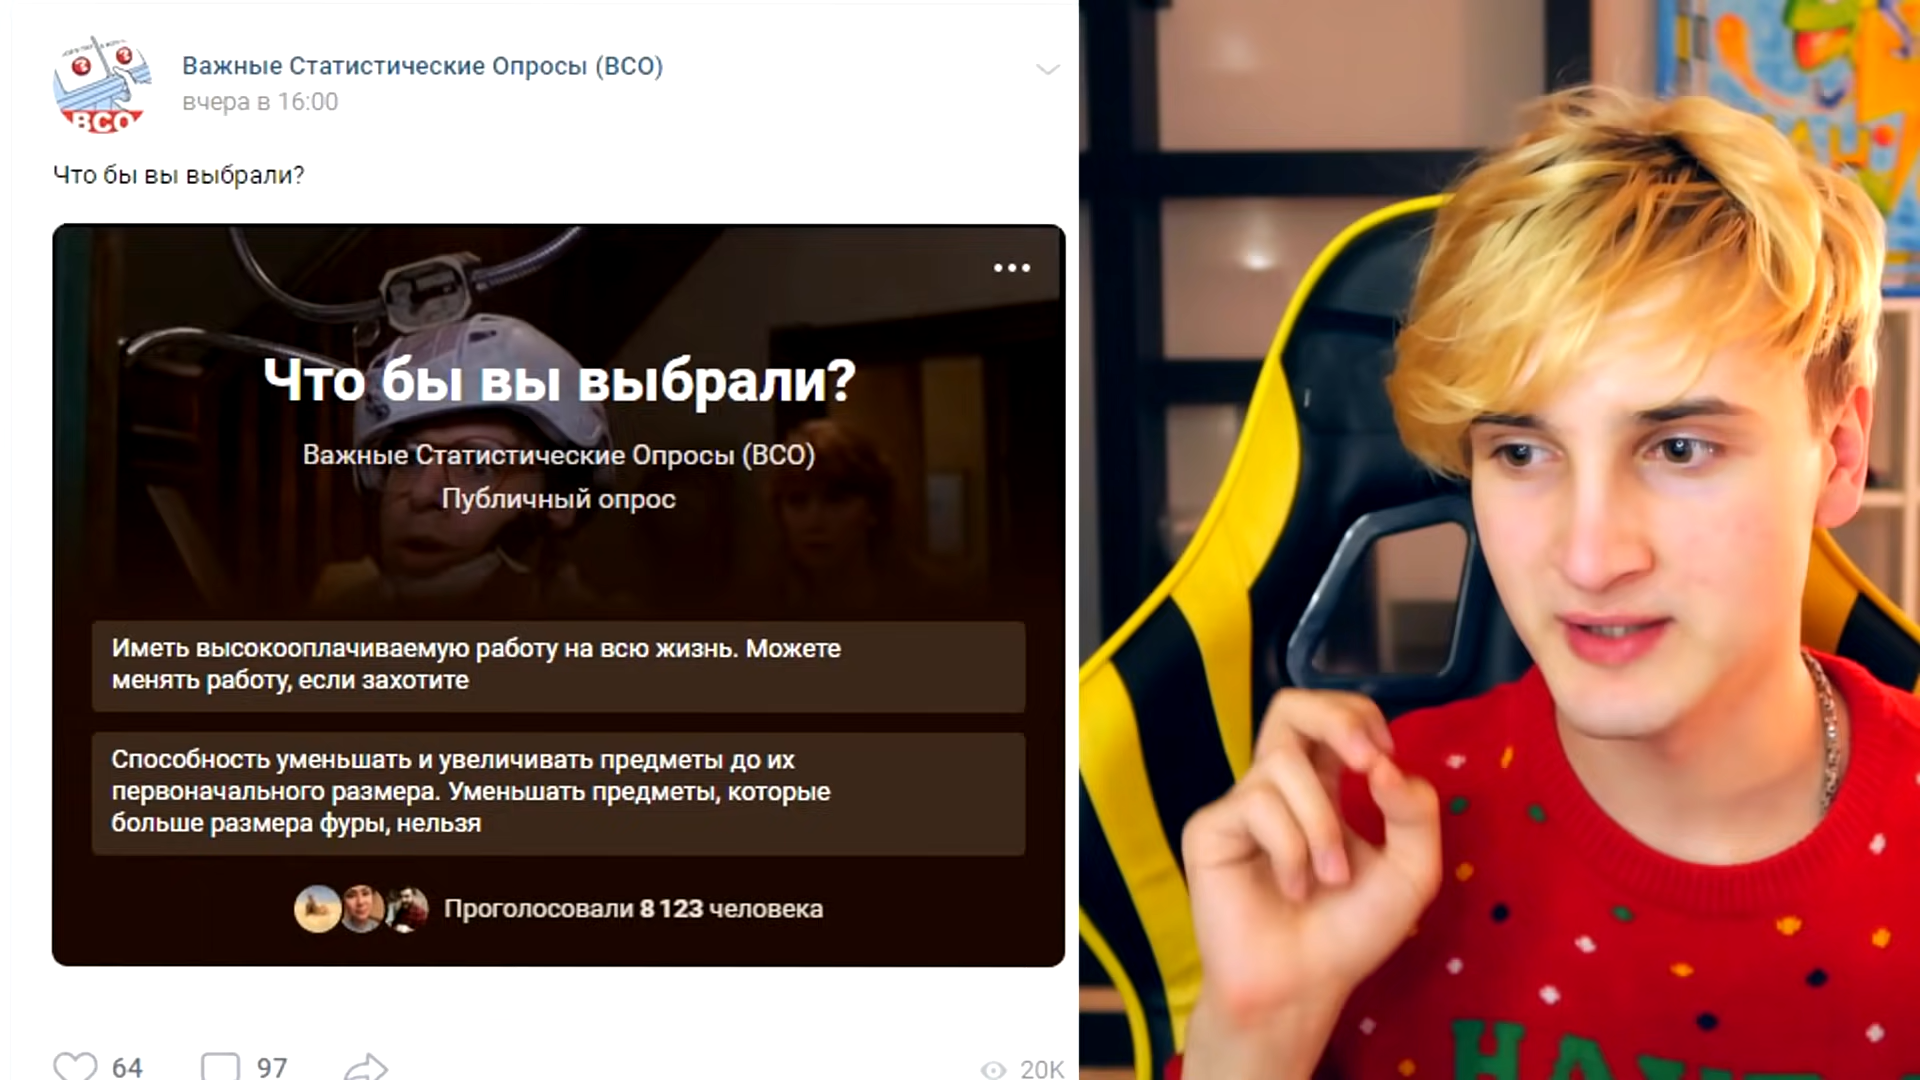 Важные Статистические Опросы (ВСО)
вчера в 16:00
ВСО
Что бы вы выбрали?
Что бы вы выбрали?
Важные Статистические Опросы (ВСО)
Публичный опрос
Иметь высокооплачиваемую работу на всю жизнь. Можете
менять работу, если захотите
Способность уменьшать и увеличивать предметы до их
первоначального размера. Уменьшать предметы, которые
больше размера фуры, нельзя
Проголосовали 8 123 человека
64
97
20K